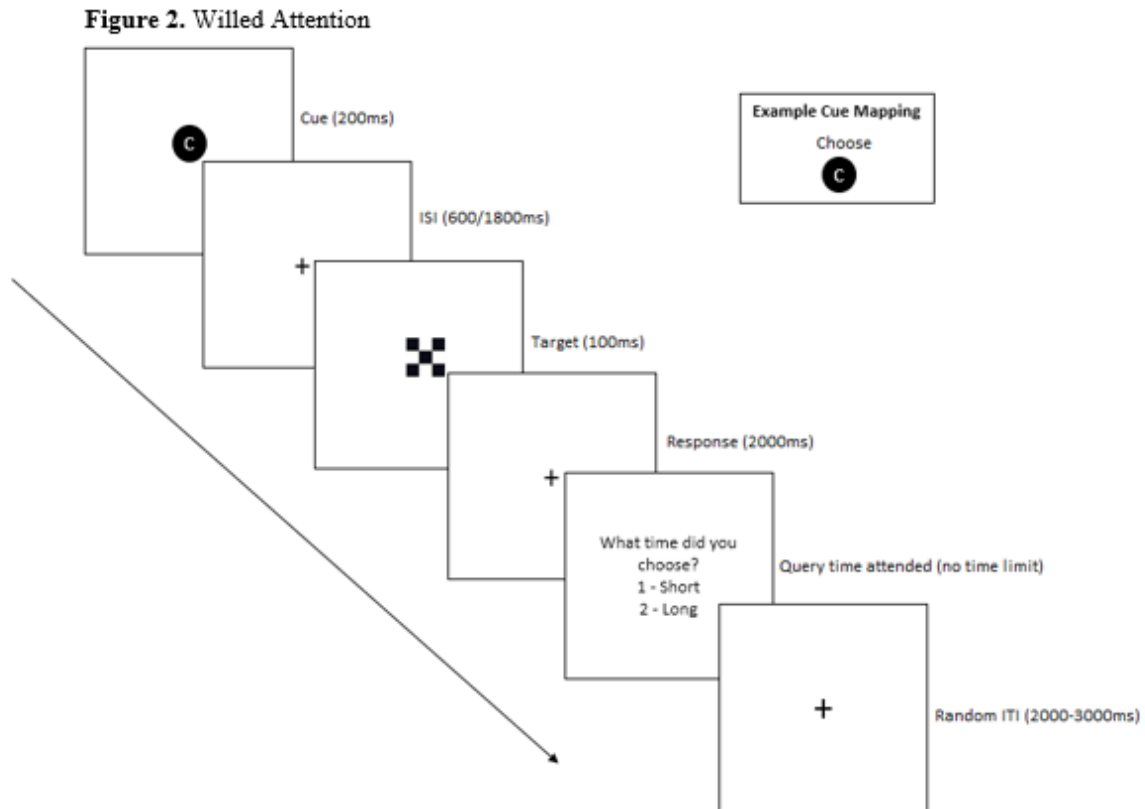 Figure 2. Willed Attention
C
Cue (200ms)
Example Cue Mapping
Choose
C
+
ISI (600/1800ms)
Target (100ms)
+
Response (2000ms)
What time did you
choose?
1 - Short
2 - Long
Query time attended (no time limit)
+
Random ITI (2000-3000ms)